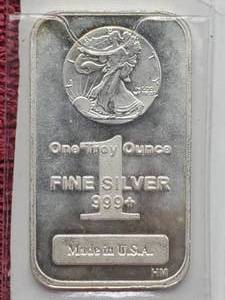 One Troy Ounce
1
FINE SILVER
999+
Made in U.S.A.
HM